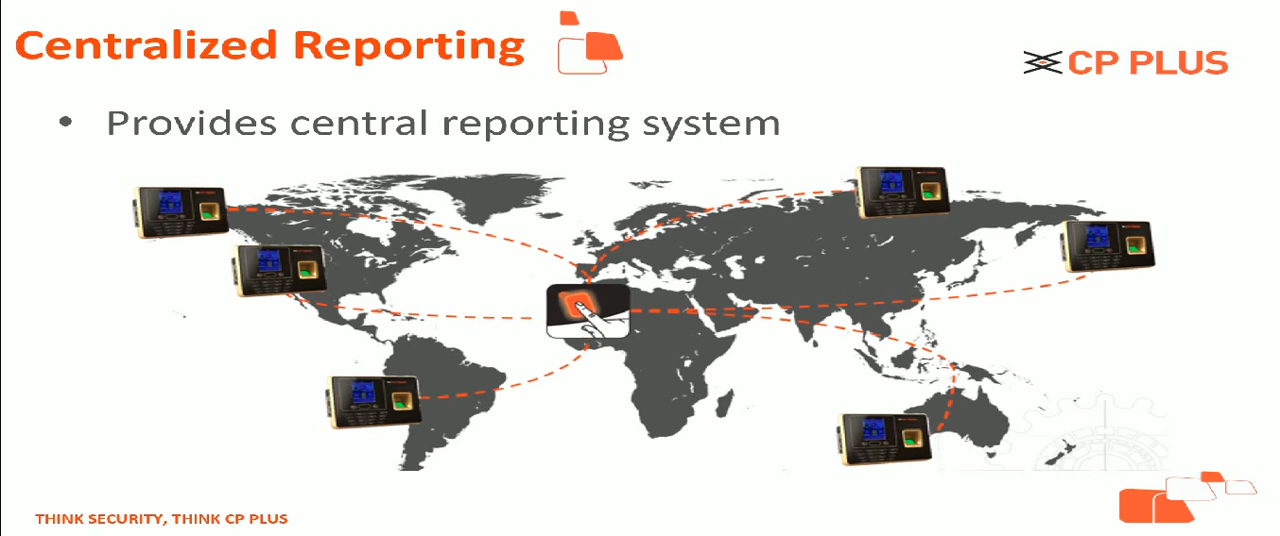 Centralized Reporting
CP PLUS
• Provides central reporting system
THINK SECURITY, THINK CP PLUS